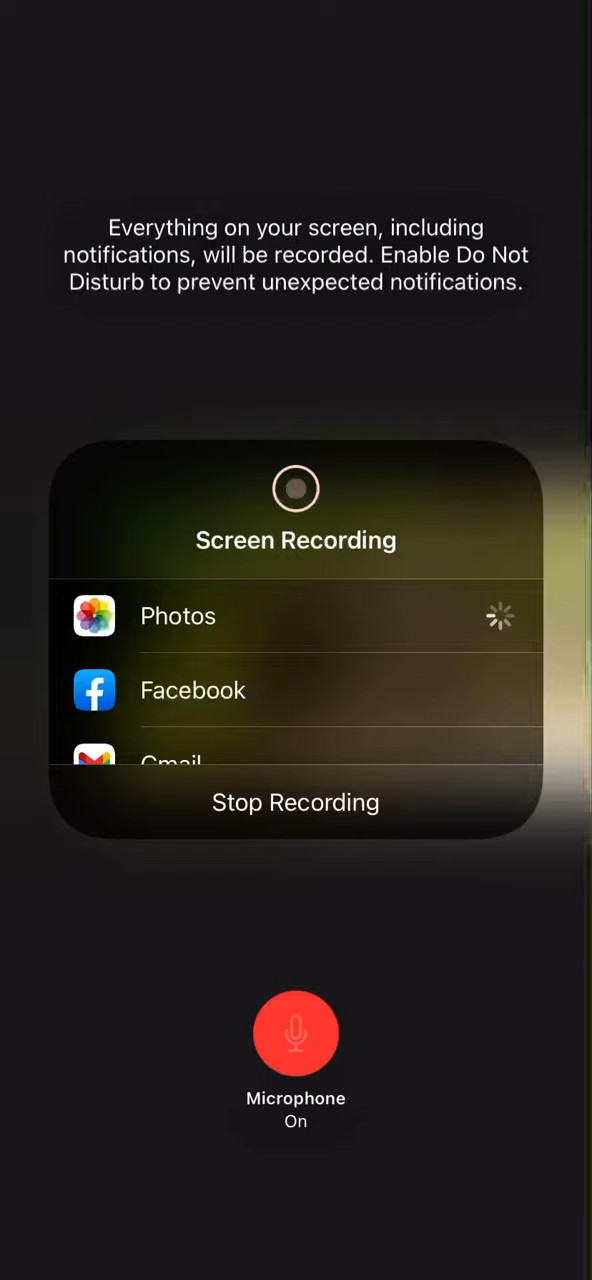 Everything on your screen, including
notifications, will be recorded. Enable Do Not
Disturb to prevent unexpected notifications.
Screen Recording
Photos
Facebook
Gmail
Stop Recording
Microphone
On